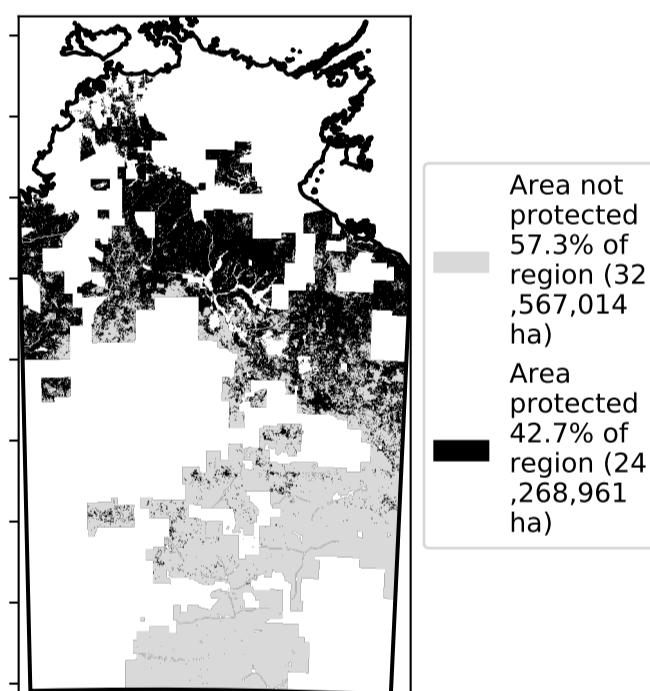 Area not
protected
57.3% of
region (32
,567,014
ha)
Area
protected
42.7% of
region (24
,268,961
ha)